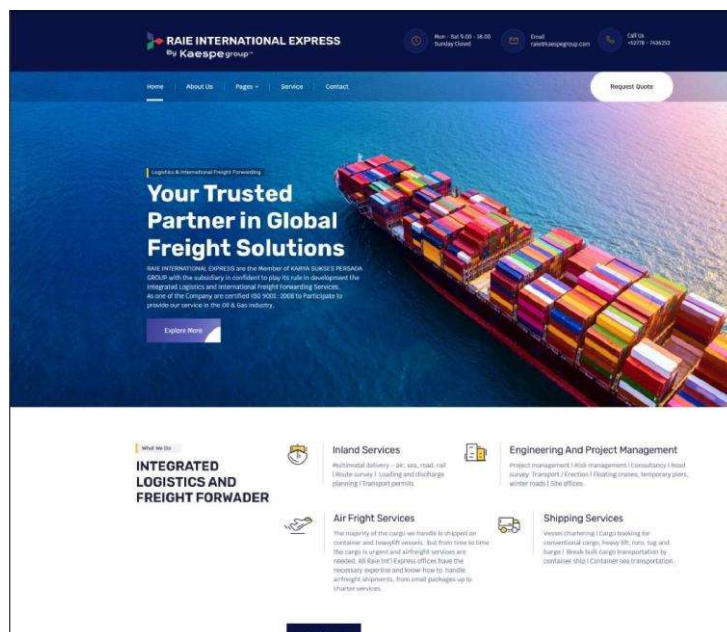 RAIE INTERNATIONAL EXPRESS
By Kaespe group
Mon - Sat 9.00 - 18.00
Sunday Closed
Email
raie@kaespegroup.com
Call Us
Home
About Us
Pages
Service
Contact
Request Quote
Logistics & International Freight Forwarding
Your Trusted
Partner in Global
Freight Solutions
RAIE INTERNATIONAL EXPRESS are the Member of KARYA SUKSES PERSADA
GROUP with the subsidiary in confident to play its rule in development the
Integrated Logistics and International Freight Forwarding Services.
As one of the Company are certified ISO 9001: 2008 to Participate to
provide our service in the Oil & Gas Industry.
Explore More
What We Do
INTEGRATED
LOGISTICS AND
FREIGHT FORWADER
Inland Services
Multimodal delivery - air, sea, road, rail
| Route survey | Loading and discharge
planning | Transport permits
Engineering And Project Management
Project management | Risk management | Consultancy | Road
survey Transport / Erection | Floating cranes, temporary piers,
winter roads | Site offices.
Air Fright Services
The majority of the cargo we handle is shipped on
container and heavylift vessels. but from time to time
the cargo is urgent and airfreight services are
needed. All Raie Int'l Express offices have the
necessary expertise and know-how to handle
airfreight shipments, from small packages up to
charter services.
Shipping Services
Vessel chartering | Cargo booking for
conventional cargo, heavy lift, roro, tug and
barge | Break bulk cargo transportation by
container ship | Container sea transportation.